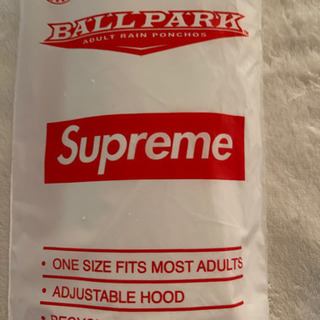 BALL PARK
ADULT RAIN PONCHOS
Supreme
• ONE SIZE FITS MOST ADULTS
• ADJUSTABLE HOOD